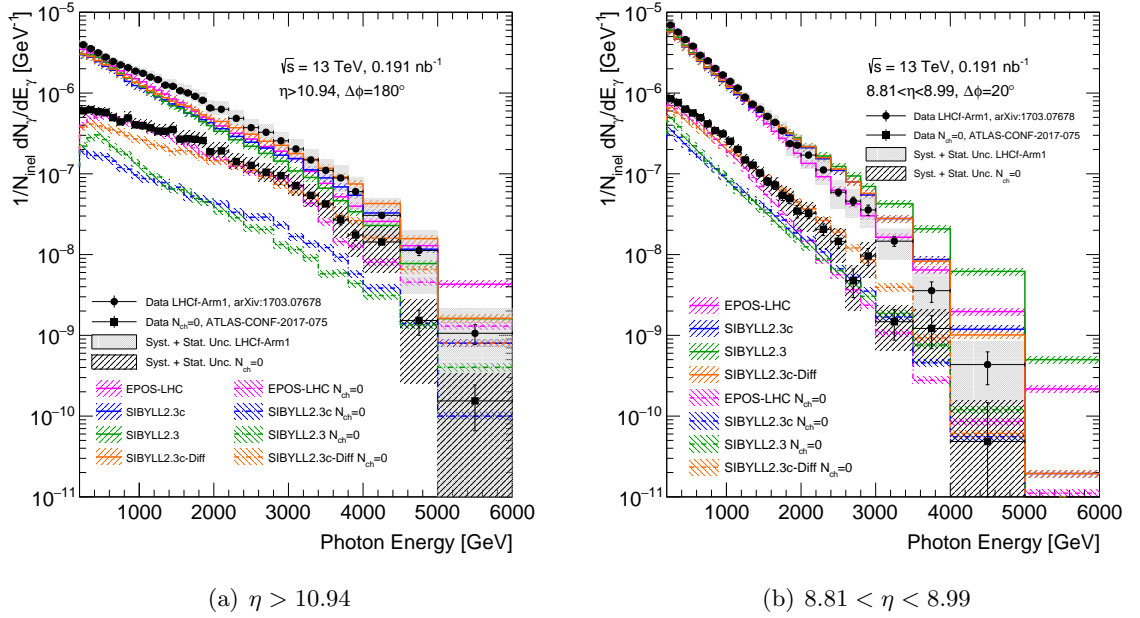 1/N_inel dN_γ/dE_γ [GeV⁻¹]
10⁻⁵
10⁻⁶
10⁻⁷
10⁻⁸
10⁻⁹
10⁻¹⁰
10⁻¹¹
√s = 13 TeV, 0.191 nb⁻¹
η>10.94, Δϕ=180°
Data LHCf-Arm1, arXiv:1703.07678
Data N_ch=0, ATLAS-CONF-2017-075
Syst. + Stat. Unc. LHCf-Arm1
Syst. + Stat. Unc. N_ch=0
EPOS-LHC EPOS-LHC N_ch=0
SIBYLL2.3c SIBYLL2.3c N_ch=0
SIBYLL2.3 SIBYLL2.3 N_ch=0
SIBYLL2.3c-Diff SIBYLL2.3c-Diff N_ch=0
1000 2000 3000 4000 5000 6000
Photon Energy [GeV]
(a) η > 10.94
1/N_inel dN_γ/dE_γ [GeV⁻¹]
10⁻⁵
10⁻⁶
10⁻⁷
10⁻⁸
10⁻⁹
10⁻¹⁰
10⁻¹¹
√s = 13 TeV, 0.191 nb⁻¹
8.81<η<8.99, Δϕ=20°
Data LHCf-Arm1, arXiv:1703.07678
Data N_ch=0, ATLAS-CONF-2017-075
Syst. + Stat. Unc. LHCf-Arm1
Syst. + Stat. Unc. N_ch=0
EPOS-LHC
SIBYLL2.3c
SIBYLL2.3
SIBYLL2.3c-Diff
EPOS-LHC N_ch=0
SIBYLL2.3c N_ch=0
SIBYLL2.3 N_ch=0
SIBYLL2.3c-Diff N_ch=0
1000 2000 3000 4000 5000 6000
Photon Energy [GeV]
(b) 8.81 < η < 8.99